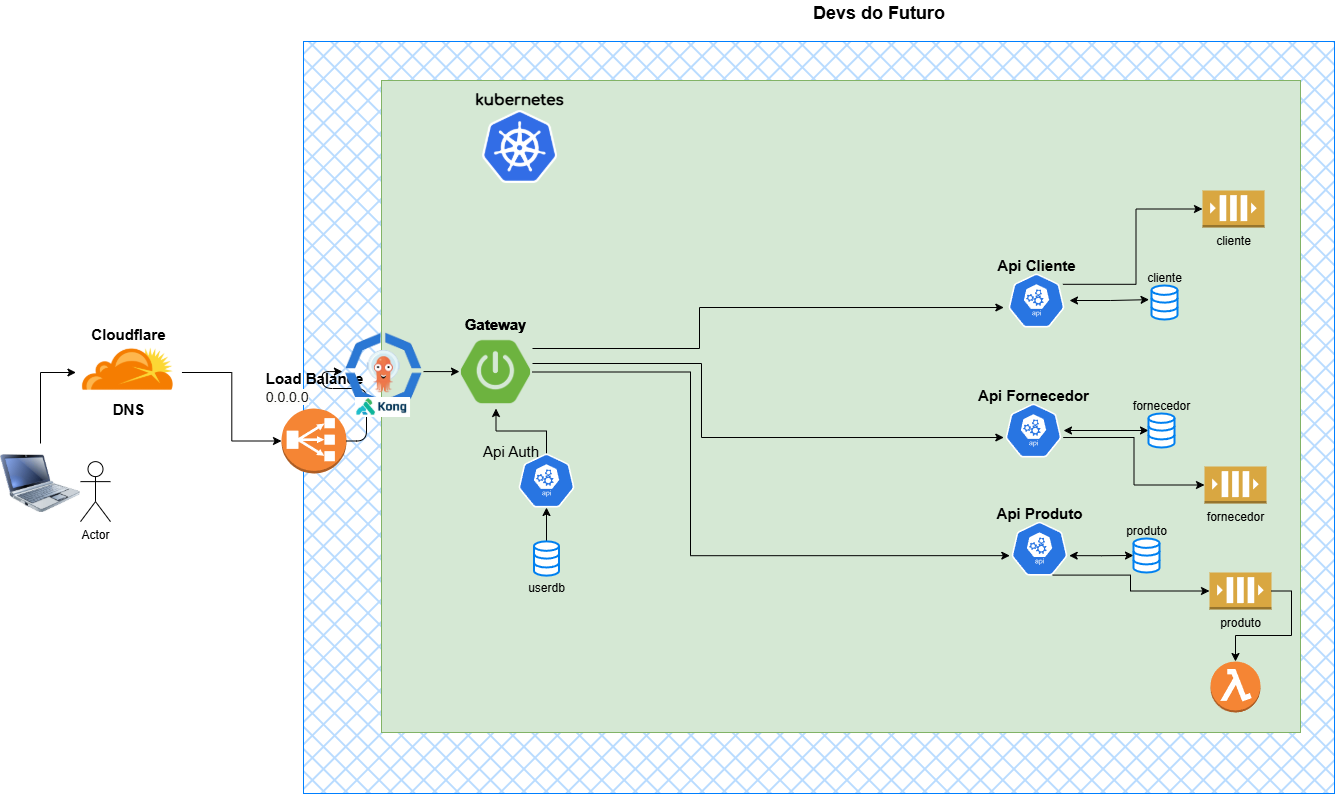 Devs do Futuro
kubernetes
cliente
Api Cliente
cliente
api
Cloudflare
DNS
Load Balance
0.0.0.0
Kong
Gateway
Api Auth
api
userdb
Api Fornecedor
fornecedor
api
fornecedor
Api Produto
produto
api
produto
Actor